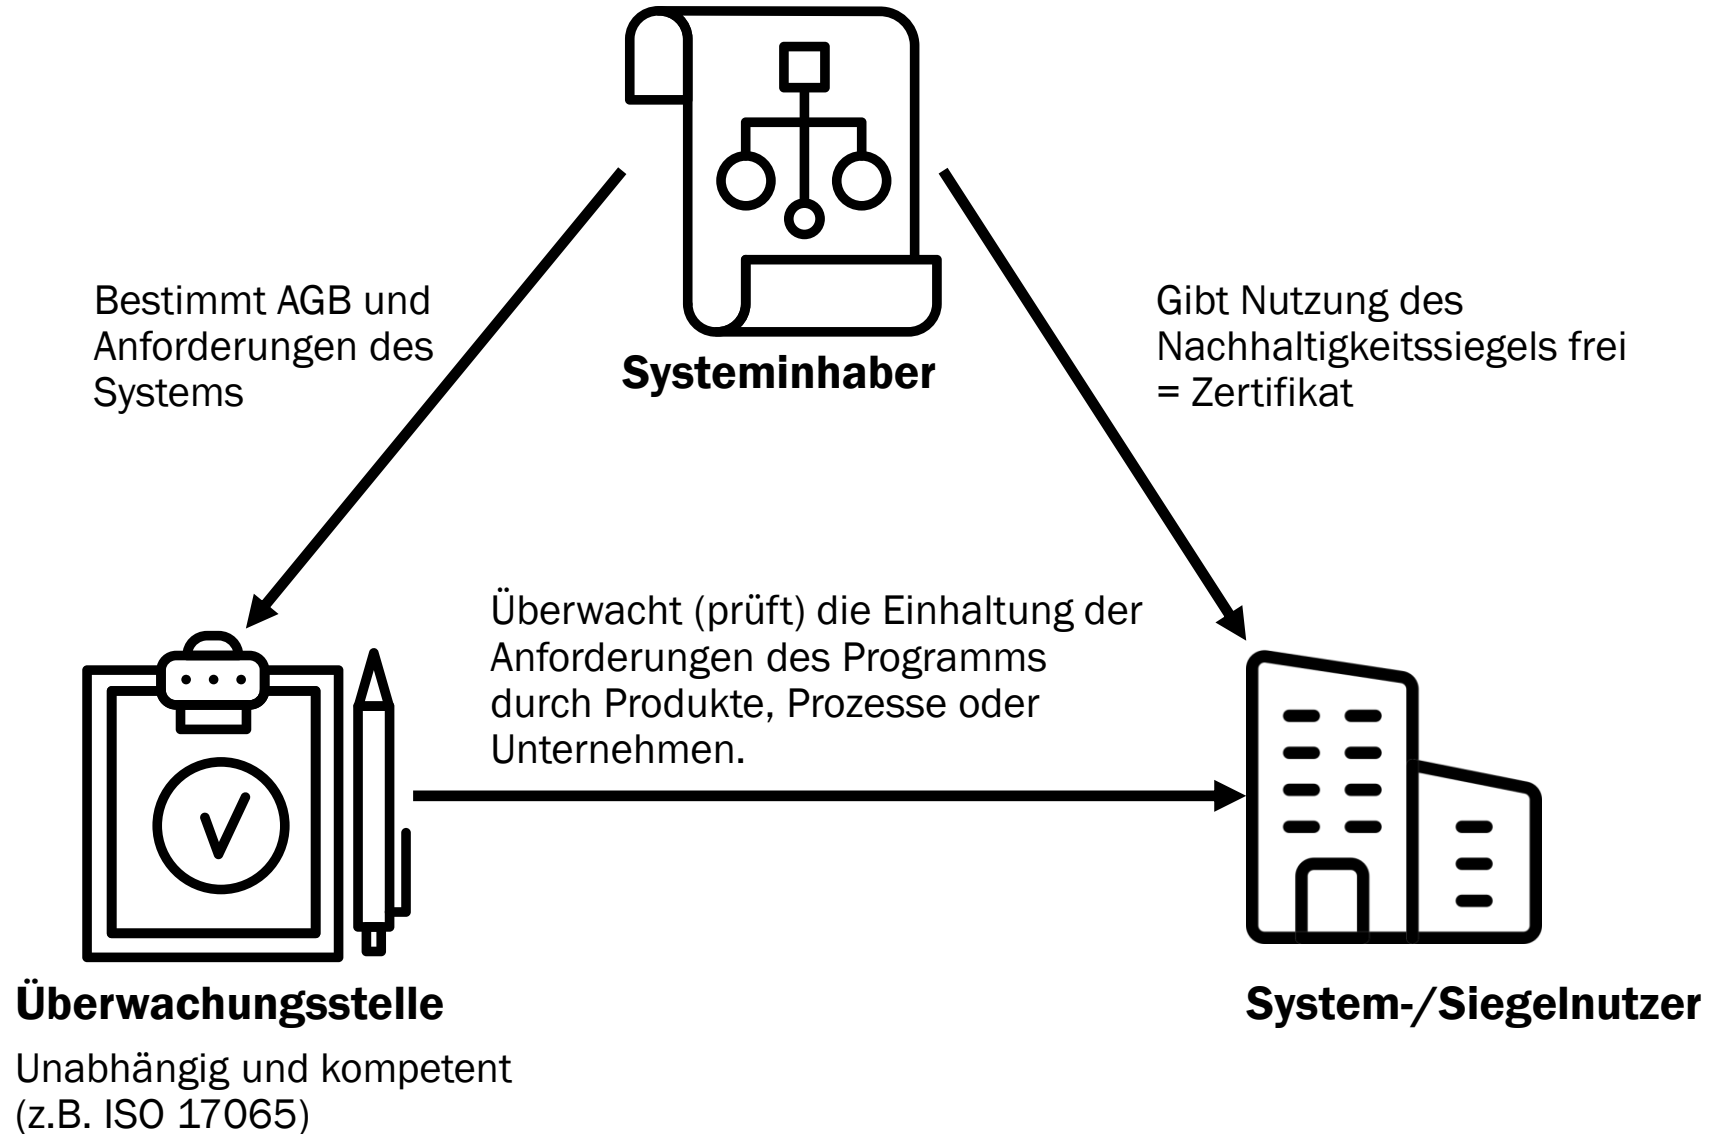 Bestimmt AGB und
Anforderungen des
Systems
Systeminhaber
Gibt Nutzung des
Nachhaltigkeitssiegels frei
= Zertifikat
Überwacht (prüft) die Einhaltung der
Anforderungen des Programms
durch Produkte, Prozesse oder
Unternehmen.
Überwachungsstelle
Unabhängig und kompetent
(z.B. ISO 17065)
System-/Siegelnutzer